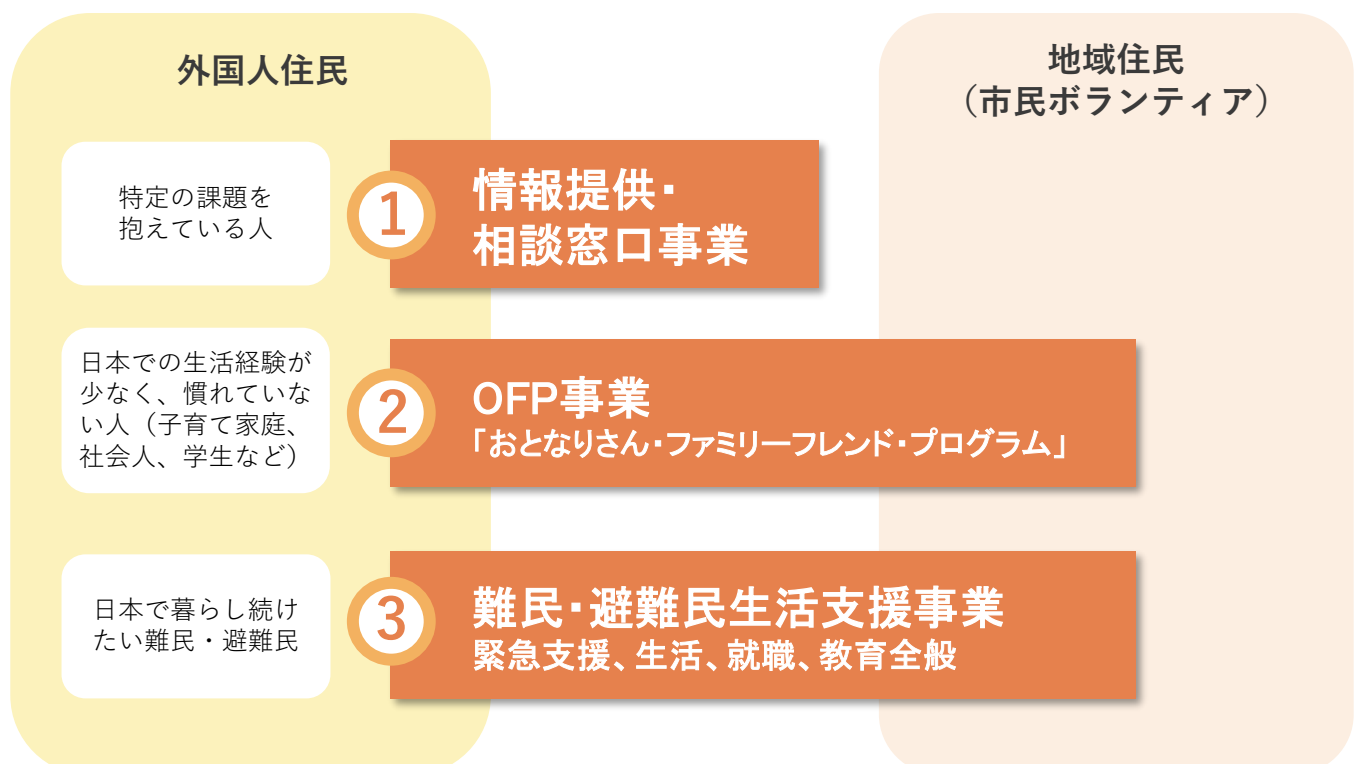 外国人住民
地域住民
（市民ボランティア）
特定の課題を
抱えている人
1
情報提供・
相談窓口事業
日本での生活経験が
少なく、慣れていな
い人（子育て家庭、
社会人、学生など）
2
OFP事業
「おとなりさん・ファミリーフレンド・プログラム」
日本で暮らし続け
たい難民・避難民
3
難民・避難民生活支援事業
緊急支援、生活、就職、教育全般